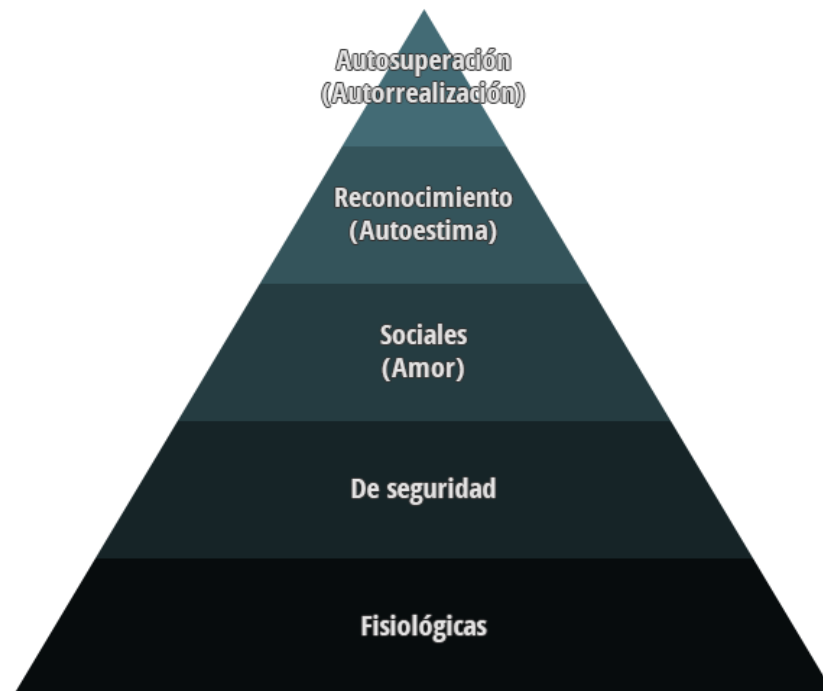 Autosuperación
(Autorrealización)
Reconocimiento
(Autoestima)
Sociales
(Amor)
De seguridad
Fisiológicas